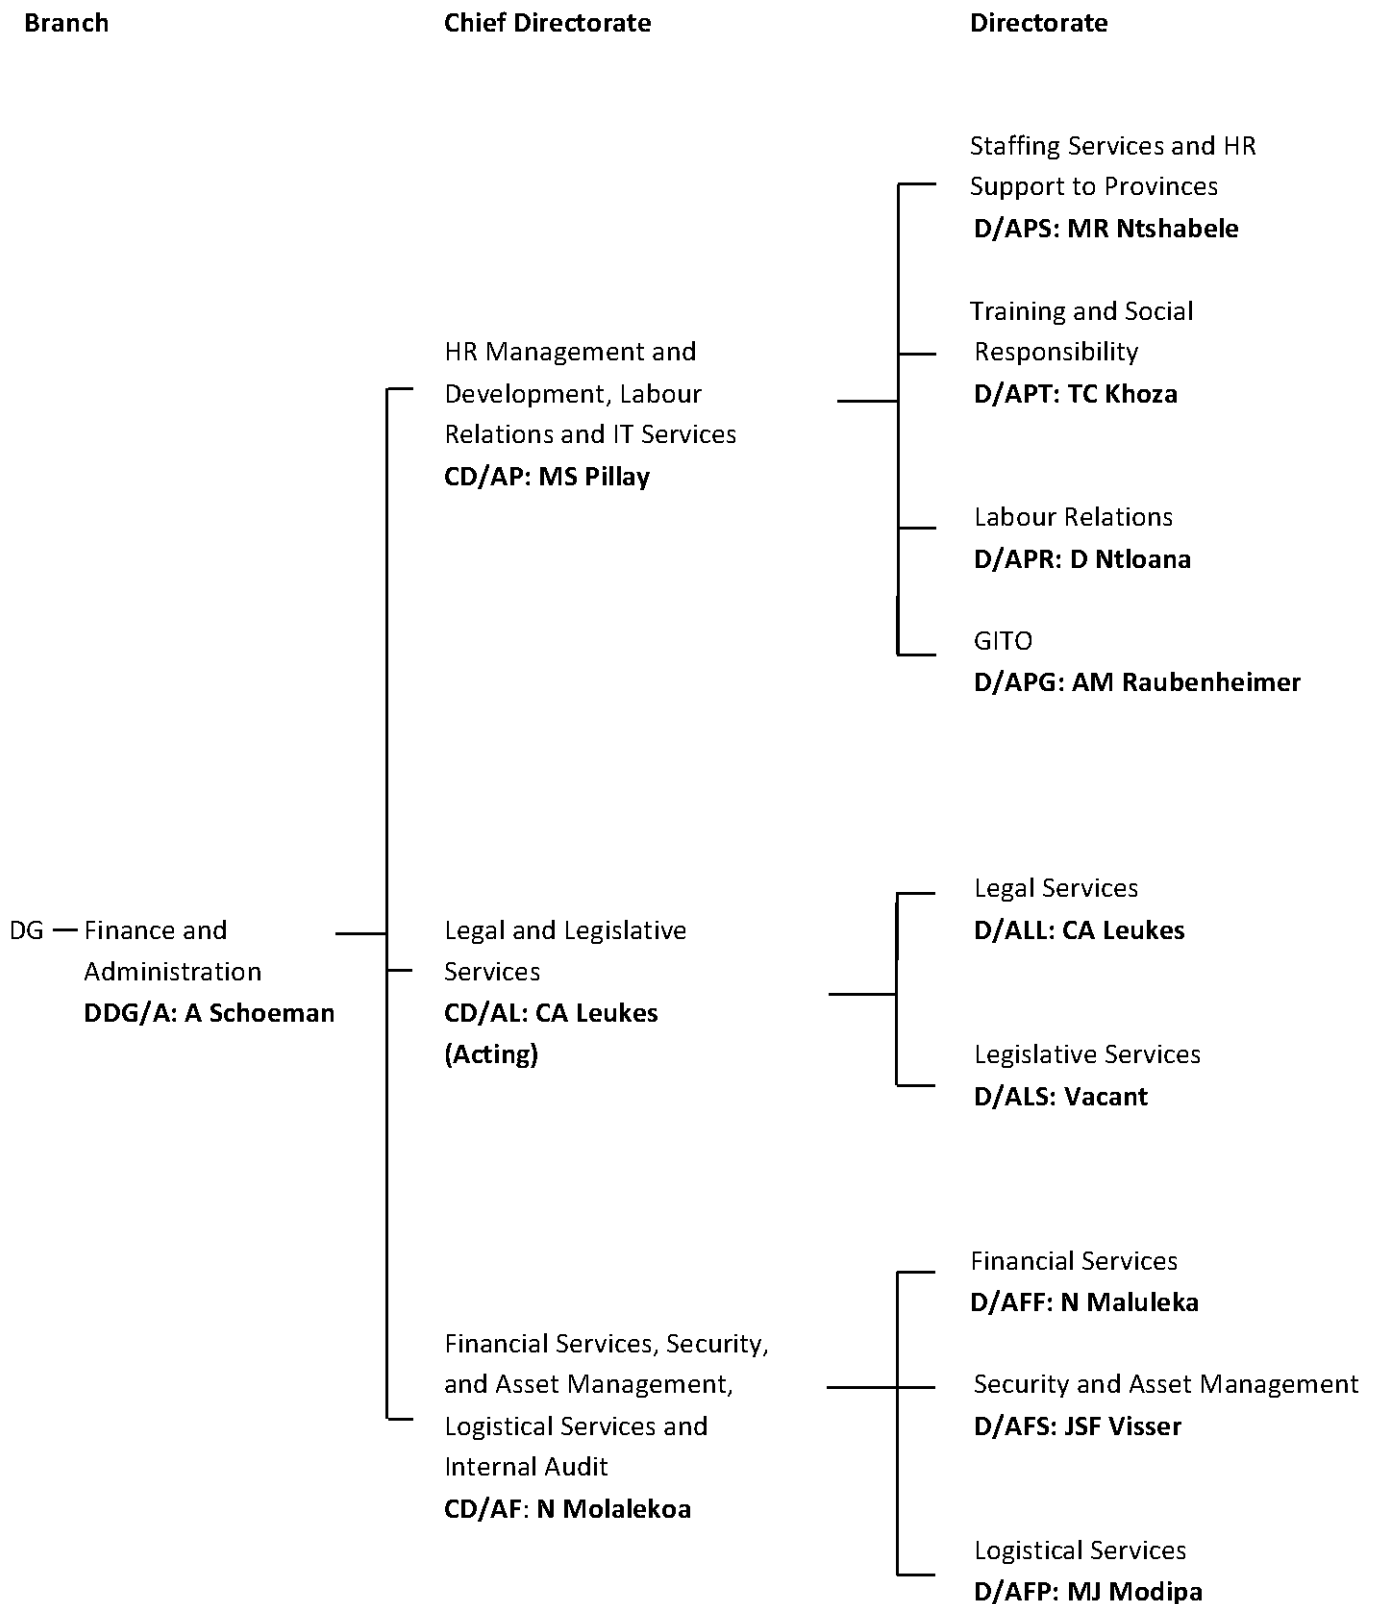 Branch
Chief Directorate
Directorate
Staffing Services and HR
Support to Provinces
D/APS: MR Ntshabele
Training and Social
Responsibility
D/APT: TC Khoza
HR Management and
Development, Labour
Relations and IT Services
CD/AP: MS Pillay
Labour Relations
D/APR: D Ntloana
GITO
D/APG: AM Raubenheimer
DG
Finance and
Administration
DDG/A: A Schoeman
Legal and Legislative
Services
CD/AL: CA Leukes
(Acting)
Legal Services
D/ALL: CA Leukes
Legislative Services
D/ALS: Vacant
Financial Services, Security,
and Asset Management,
Logistical Services and
Internal Audit
CD/AF: N Molalekoa
Financial Services
D/AFF: N Maluleka
Security and Asset Management
D/AFS: JSF Visser
Logistical Services
D/AFP: MJ Modipa